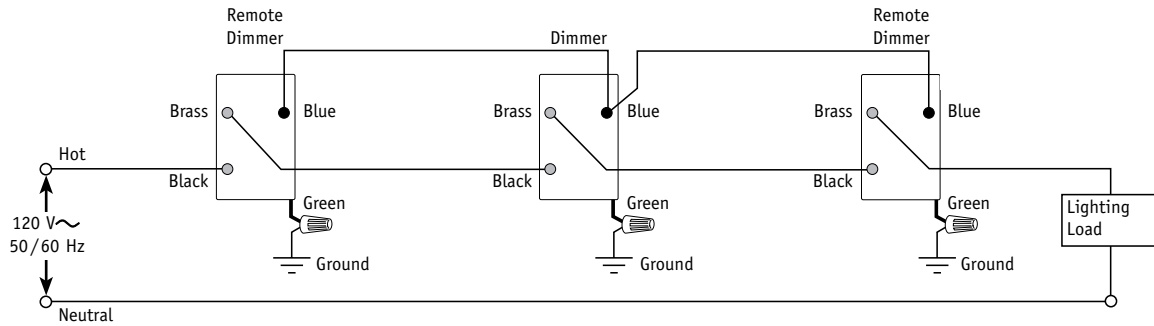 Remote
Dimmer
Dimmer
Remote
Dimmer
Brass
Blue
Brass
Blue
Brass
Blue
Hot
Black
Black
Black
120 V~
50/60 Hz
Green
Green
Green
Lighting
Load
Ground
Ground
Ground
Neutral